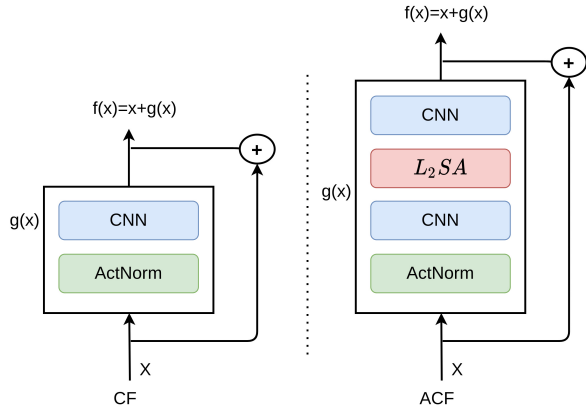 f(x)=x+g(x)
+
g(x)
CNN
ActNorm
X
CF
f(x)=x+g(x)
+
CNN
L₂SA
g(x)
CNN
ActNorm
X
ACF